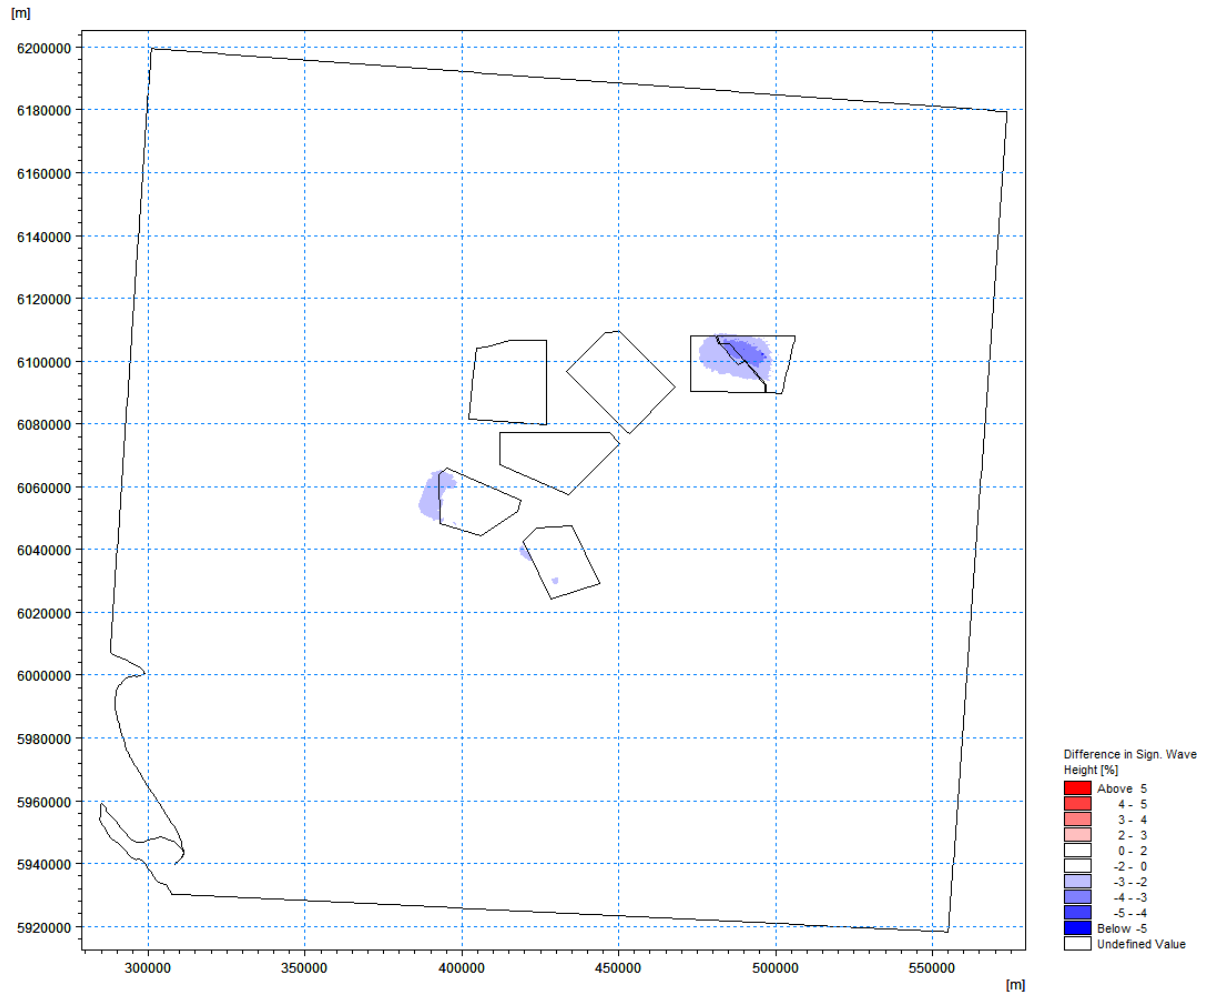 [m]
6200000
6180000
6160000
6140000
6120000
6100000
6080000
6060000
6040000
6020000
6000000
5980000
5960000
5940000
5920000
300000 350000 400000 450000 500000 550000
[m]
Difference in Sign. Wave
Height [%]
Above 5
4 - 5
3 - 4
2 - 3
0 - 2
-2 - 0
-3 - -2
-4 - -3
-5 - -4
Below -5
Undefined Value